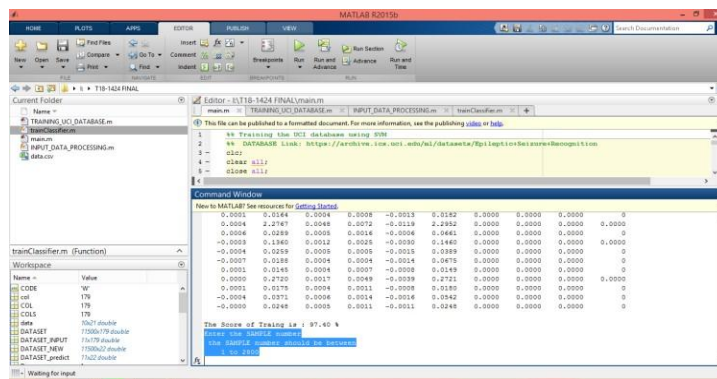 MATLAB R2015b
HOME PLOTS APPS EDITOR PUBLISH VIEW
Search Documentation
Find Files Insert
New Open Save Compare Go To Comment Breakpoints Run Run and Advance Run Section Advance Run and Time
Print Find Indent
FILE NAVIGATE EDIT BREAKPOINTS RUN
T18-1424 FINAL
Current Folder
Name
TRAINING_UCI_DATABASE.m
trainClassifier.m
main.m
INPUT_DATA_PROCESSING.m
data.csv
trainClassifier.m (Function)
Workspace
Name Value
CODE 'W'
col 179
COL 179
COLS 179
data 10x21 double
DATASET 11500x179 double
DATASET_INPUT 11x179 double
DATASET_NEW 11500x22 double
DATASET_predict 11x22 double
Waiting for input
Editor - I:\T18-1424 FINAL\main.m
main.m TRAINING_UCI_DATABASE.m INPUT_DATA_PROCESSING.m trainClassifier.m
This file can be published to a formatted document. For more information, see the publishing video or help.
1 %% Training the UCI database using SVM
2 %% DATABASE Link: https://archive.ics.uci.edu/ml/datasets/Epileptic+Seizure+Recognition
3 - clc;
4 - clear all;
5 - close all;
Command Window
New to MATLAB? See resources for Getting Started.
0.0001 0.0164 0.0004 0.0008 -0.0013 0.0182 0.0000 0.0000 0.0000 0
0.0004 2.2767 0.0048 0.0072 -0.0119 2.2952 0.0000 0.0000 0.0000 0.0000
0.0002 0.0289 0.0005 0.0016 -0.0006 0.0661 0.0000 0.0000 0.0000 0
-0.0003 0.1360 0.0012 0.0025 -0.0030 0.1460 0.0000 0.0000 0.0000 0.0000
-0.0004 0.0259 0.0005 0.0005 -0.0015 0.0389 0.0000 0.0000 0.0000 0
-0.0007 0.0188 0.0004 0.0004 -0.0014 0.0675 0.0000 0.0000 0.0000 0
0.0001 0.0145 0.0004 0.0007 -0.0008 0.0149 0.0000 0.0000 0.0000 0
0.0000 0.2720 0.0017 0.0049 -0.0039 0.2721 0.0000 0.0000 0.0000 0.0000
0.0001 0.0175 0.0004 0.0011 -0.0008 0.0180 0.0000 0.0000 0.0000 0
-0.0004 0.0371 0.0006 0.0014 -0.0016 0.0542 0.0000 0.0000 0.0000 0
-0.0000 0.0248 0.0005 0.0011 0.0011 0.0248 0.0000 0.0000 0.0000 0
The Score of Traing is : 97.40 %
Enter the SAMPLE number
the SAMPLE number should be between
1 to 2800